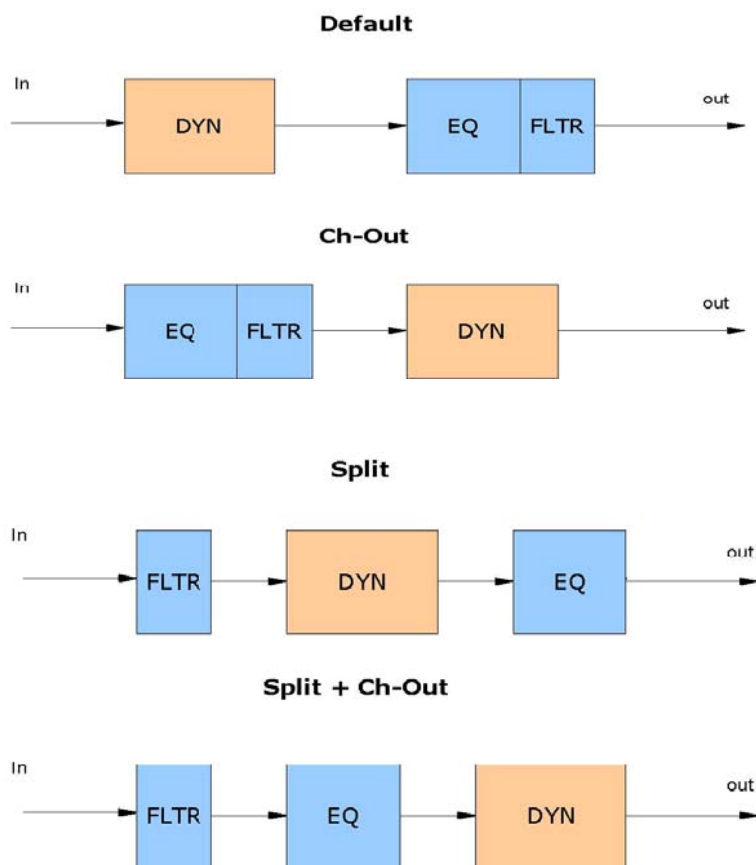 Default
In
out
DYN
EQ FLTR
Ch-Out
In
out
EQ FLTR
DYN
Split
In
out
FLTR
DYN
EQ
Split + Ch-Out
In
out
FLTR
EQ
DYN